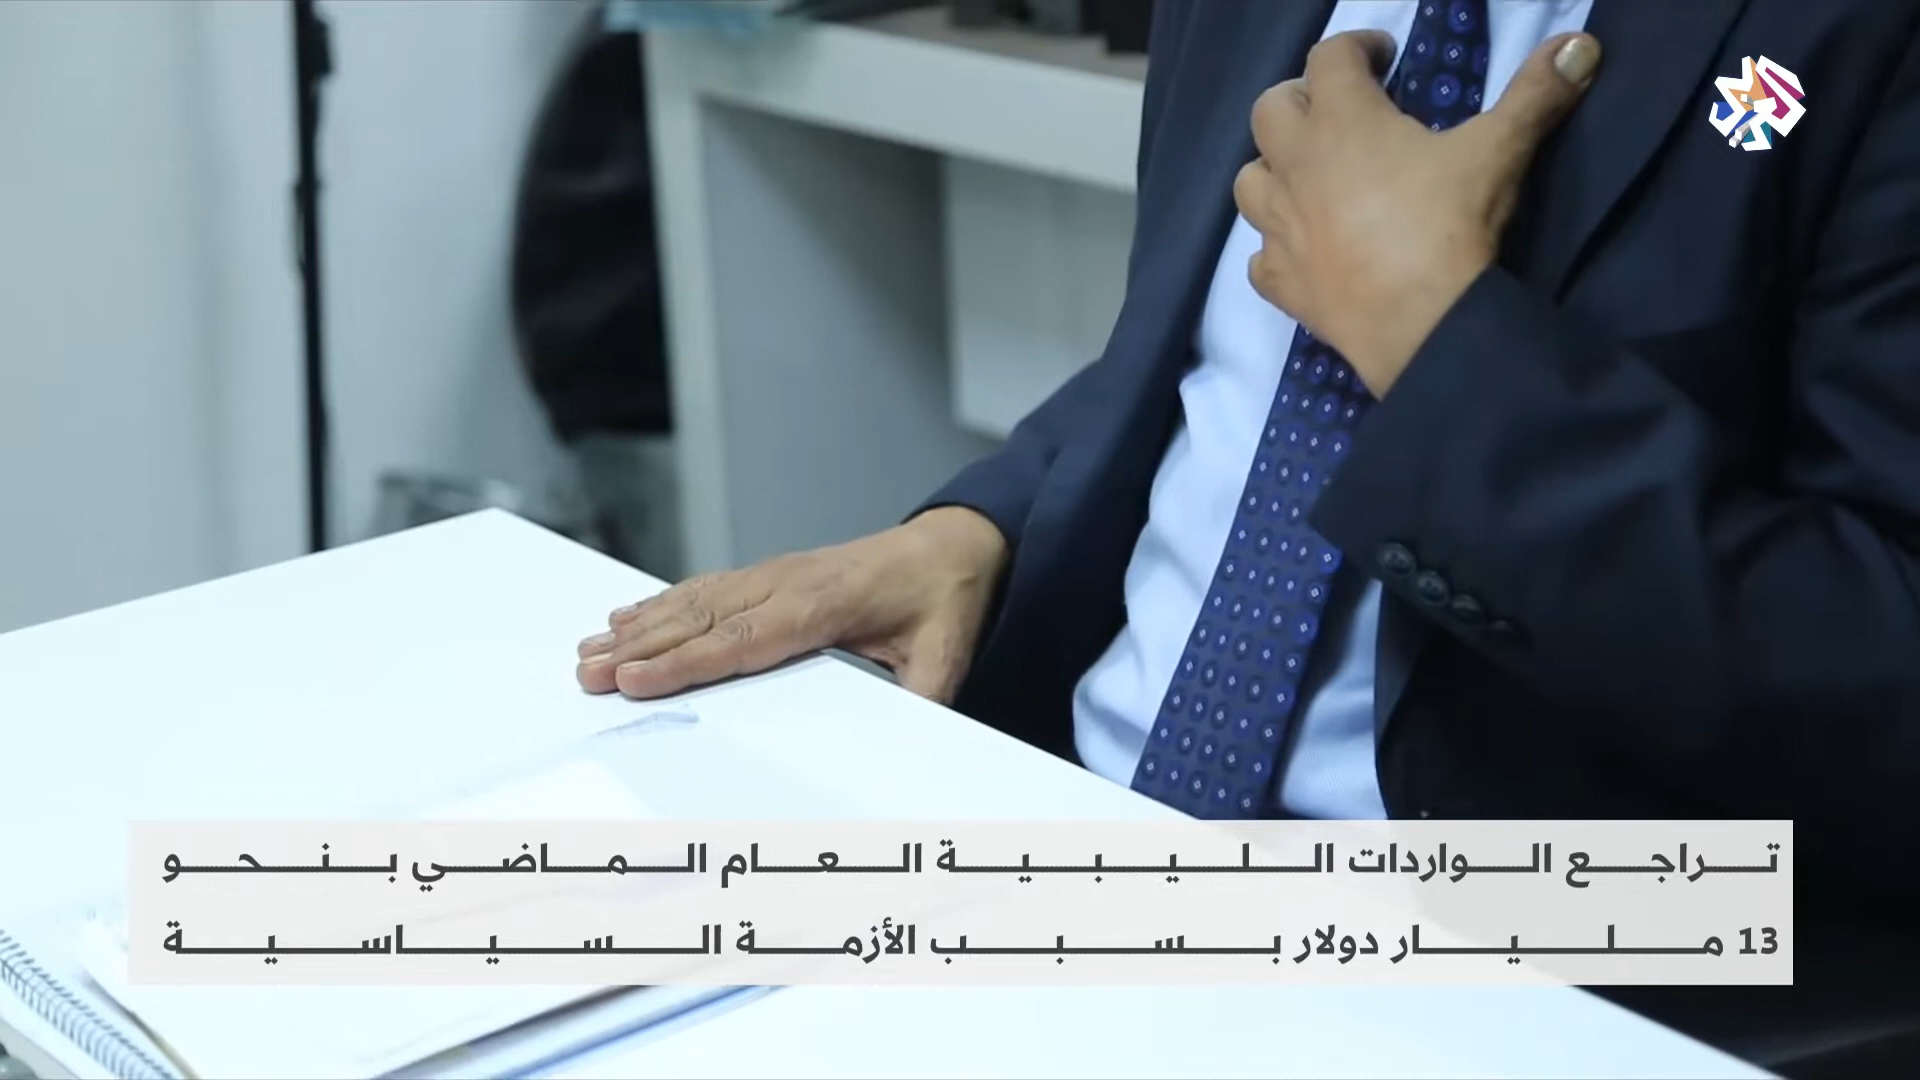 تراجع الواردات الليبية العام الماضي بنحو
13 مليار دولار بسبب الأزمة السياسية